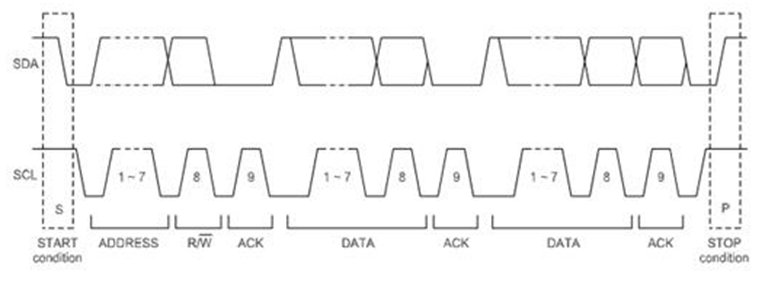 SDA
SCL
1 ~ 7 8 9 1 ~ 7 8 9 1 ~ 7 8 9
S P
START condition
ADDRESS
R/W̅
ACK
DATA
ACK
DATA
ACK
STOP condition